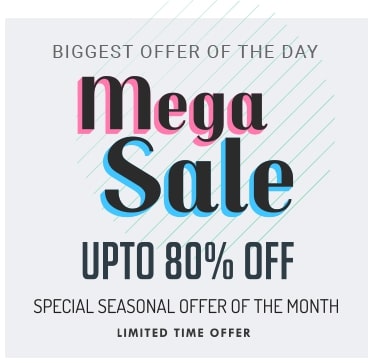 BIGGEST OFFER OF THE DAY
Mega
Sale
UPTO 80% OFF
SPECIAL SEASONAL OFFER OF THE MONTH
LIMITED TIME OFFER